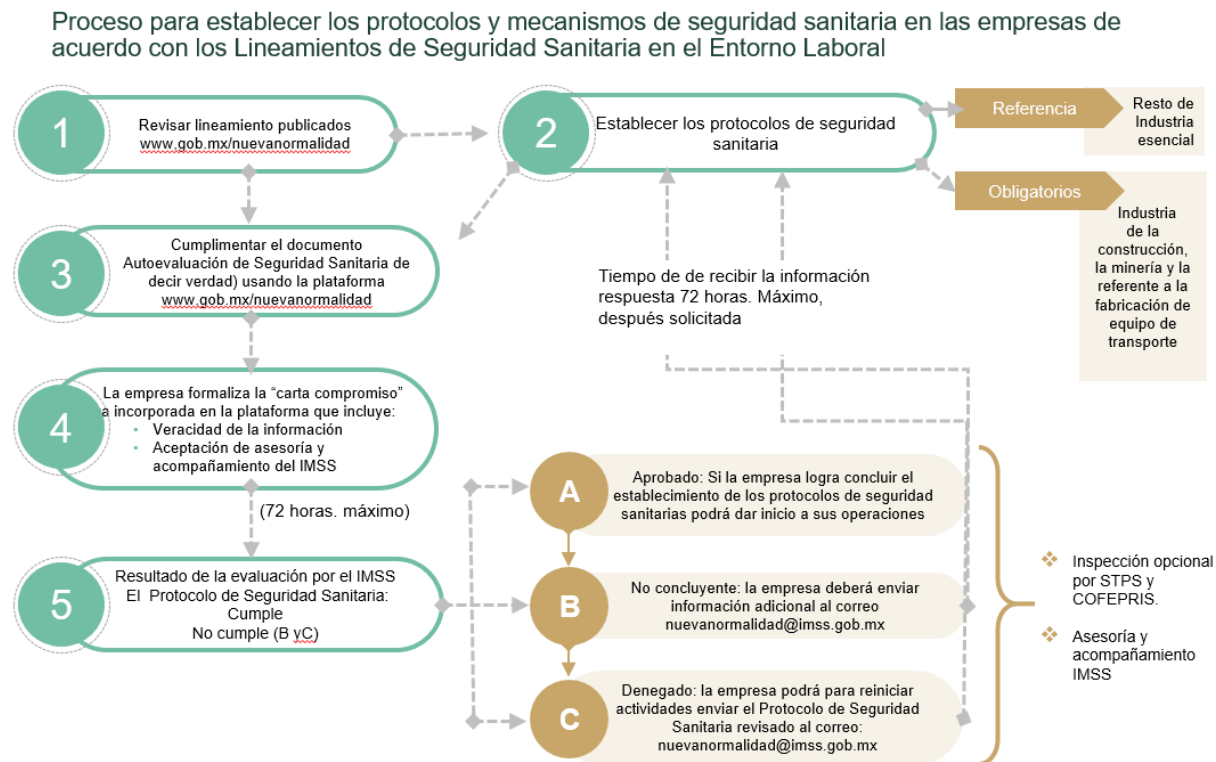 Proceso para establecer los protocolos y mecanismos de seguridad sanitaria en las empresas de
acuerdo con los Lineamientos de Seguridad Sanitaria en el Entorno Laboral
1
Revisar lineamiento publicados
www.gob.mx/nuevanormalidad
2
Establecer los protocolos de seguridad
sanitaria
Referencia
Resto de
Industria
esencial
Obligatorios
Industria
de la
construcción,
la minería y la
referente a la
fabricación de
equipo de
transporte
3
Cumplimentar el documento
Autoevaluación de Seguridad Sanitaria de
decir verdad) usando la plataforma
www.gob.mx/nuevanormalidad
Tiempo de de recibir la información
respuesta 72 horas. Máximo,
después solicitada
4
La empresa formaliza la “carta compromiso”
a incorporada en la plataforma que incluye:
• Veracidad de la información
• Aceptación de asesoría y
acompañamiento del IMSS
(72 horas. máximo)
5
Resultado de la evaluación por el IMSS
El Protocolo de Seguridad Sanitaria:
Cumple
No cumple (B yC)
A
Aprobado: Si la empresa logra concluir el
establecimiento de los protocolos de seguridad
sanitarias podrá dar inicio a sus operaciones
B
No concluyente: la empresa deberá enviar
información adicional al correo
nuevanormalidad@imss.gob.mx
C
Denegado: la empresa podrá para reiniciar
actividades enviar el Protocolo de Seguridad
Sanitaria revisado al correo:
nuevanormalidad@imss.gob.mx
❖ Inspección opcional
por STPS y
COFEPRIS.
❖ Asesoría y
acompañamiento
IMSS